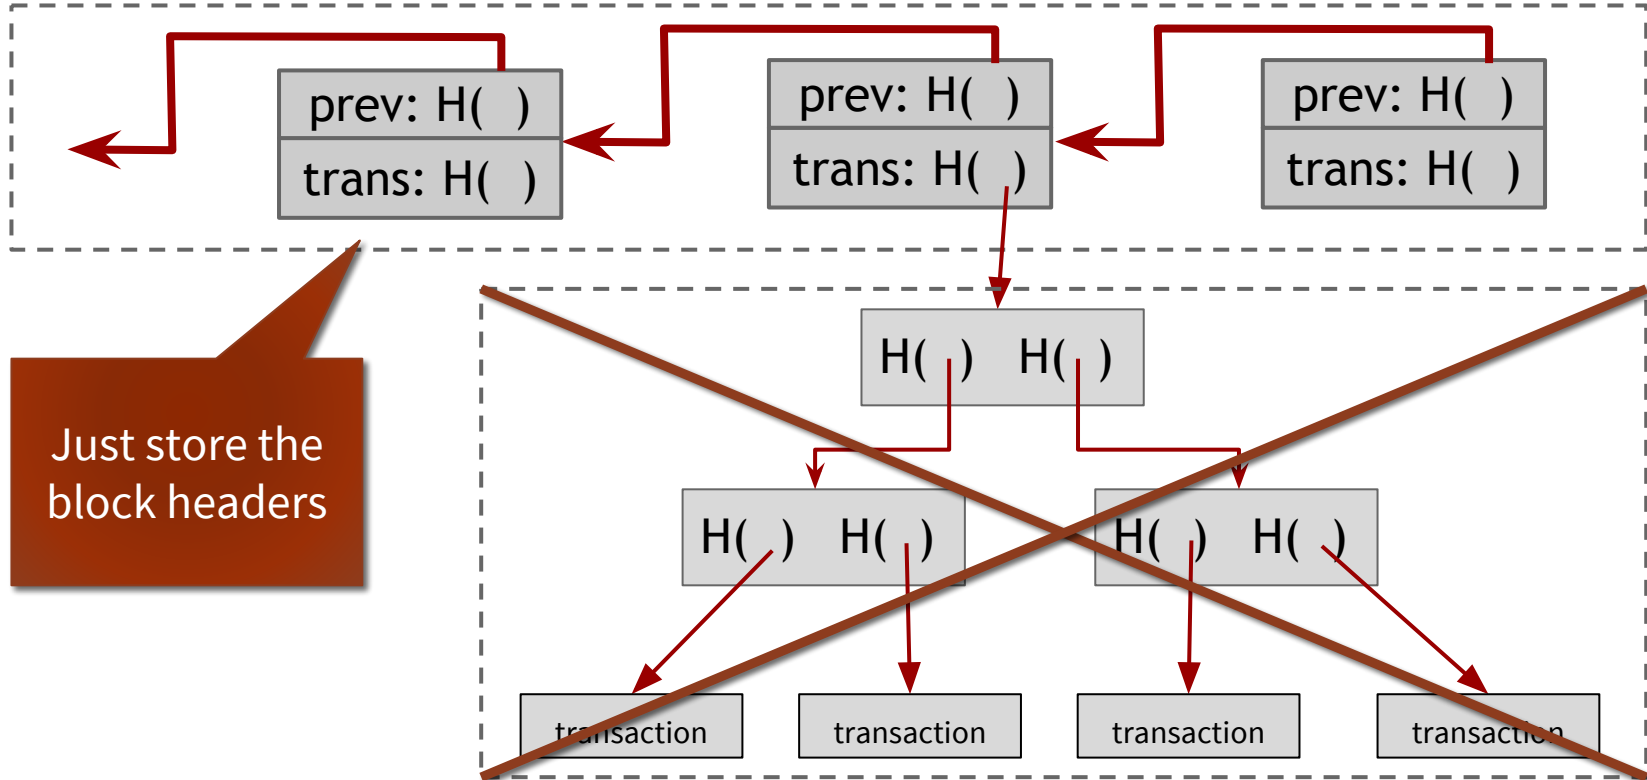 prev: H( )
prev: H( )
prev: H( )
trans: H( )
trans: H( )
trans: H( )
Just store the
block headers
H( ) H( )
H( ) H( )
H( ) H( )
transaction
transaction
transaction
transaction